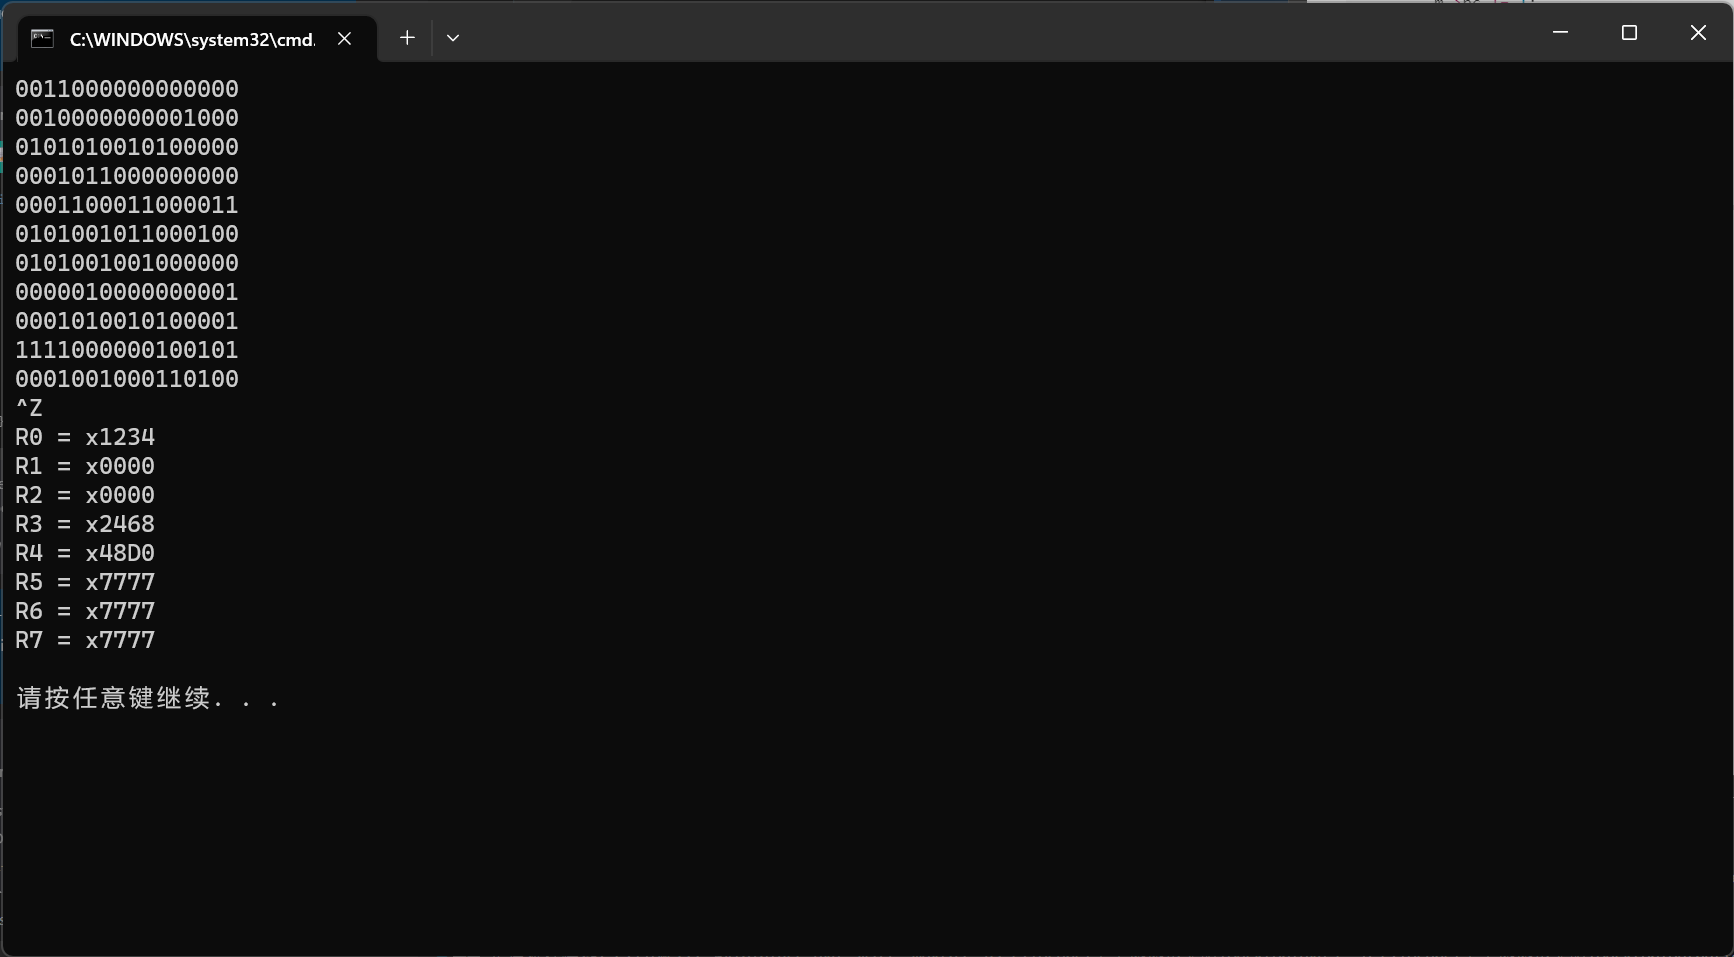 C:\WINDOWS\system32\cmd.
0011000000000000
0010000000001000
0101010010100000
0001011000000000
0001100011000011
0101001011000100
0101001001000000
0000010000000001
0001010010100001
1111000000100101
0001001000110100
^Z
R0 = x1234
R1 = x0000
R2 = x0000
R3 = x2468
R4 = x48D0
R5 = x7777
R6 = x7777
R7 = x7777
请按任意键继续. . .